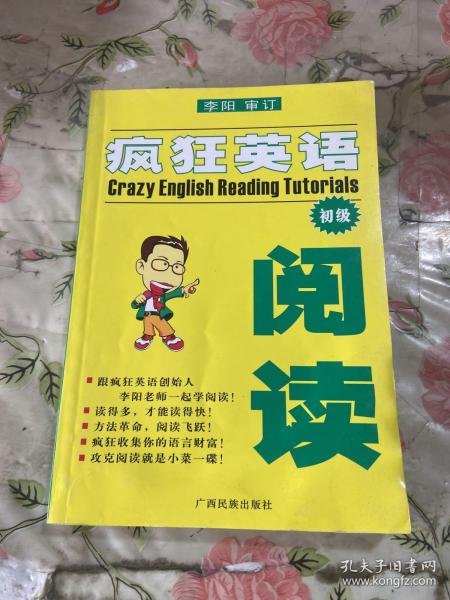 李阳 审订
疯狂英语
Crazy English Reading Tutorials
初级
阅读
跟疯狂英语创始人
李阳老师一起学阅读！
读得多，才能读得快！
方法革命，阅读飞跃！
疯狂收集你的语言财富！
攻克阅读就是小菜一碟！
广西民族出版社
孔夫子旧书网
www.kongfz.com